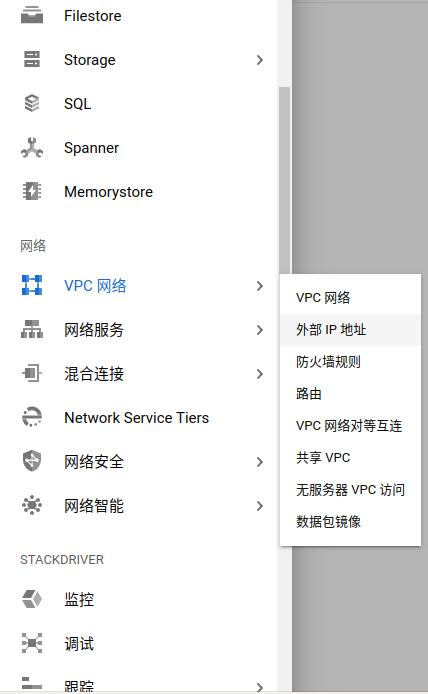 Filestore
Storage
SQL
Spanner
Memorystore
网络
VPC 网络
网络服务
混合连接
Network Service Tiers
网络安全
网络智能
STACKDRIVER
监控
调试
跟踪
VPC 网络
外部 IP 地址
防火墙规则
路由
VPC 网络对等互连
共享 VPC
无服务器 VPC 访问
数据包镜像